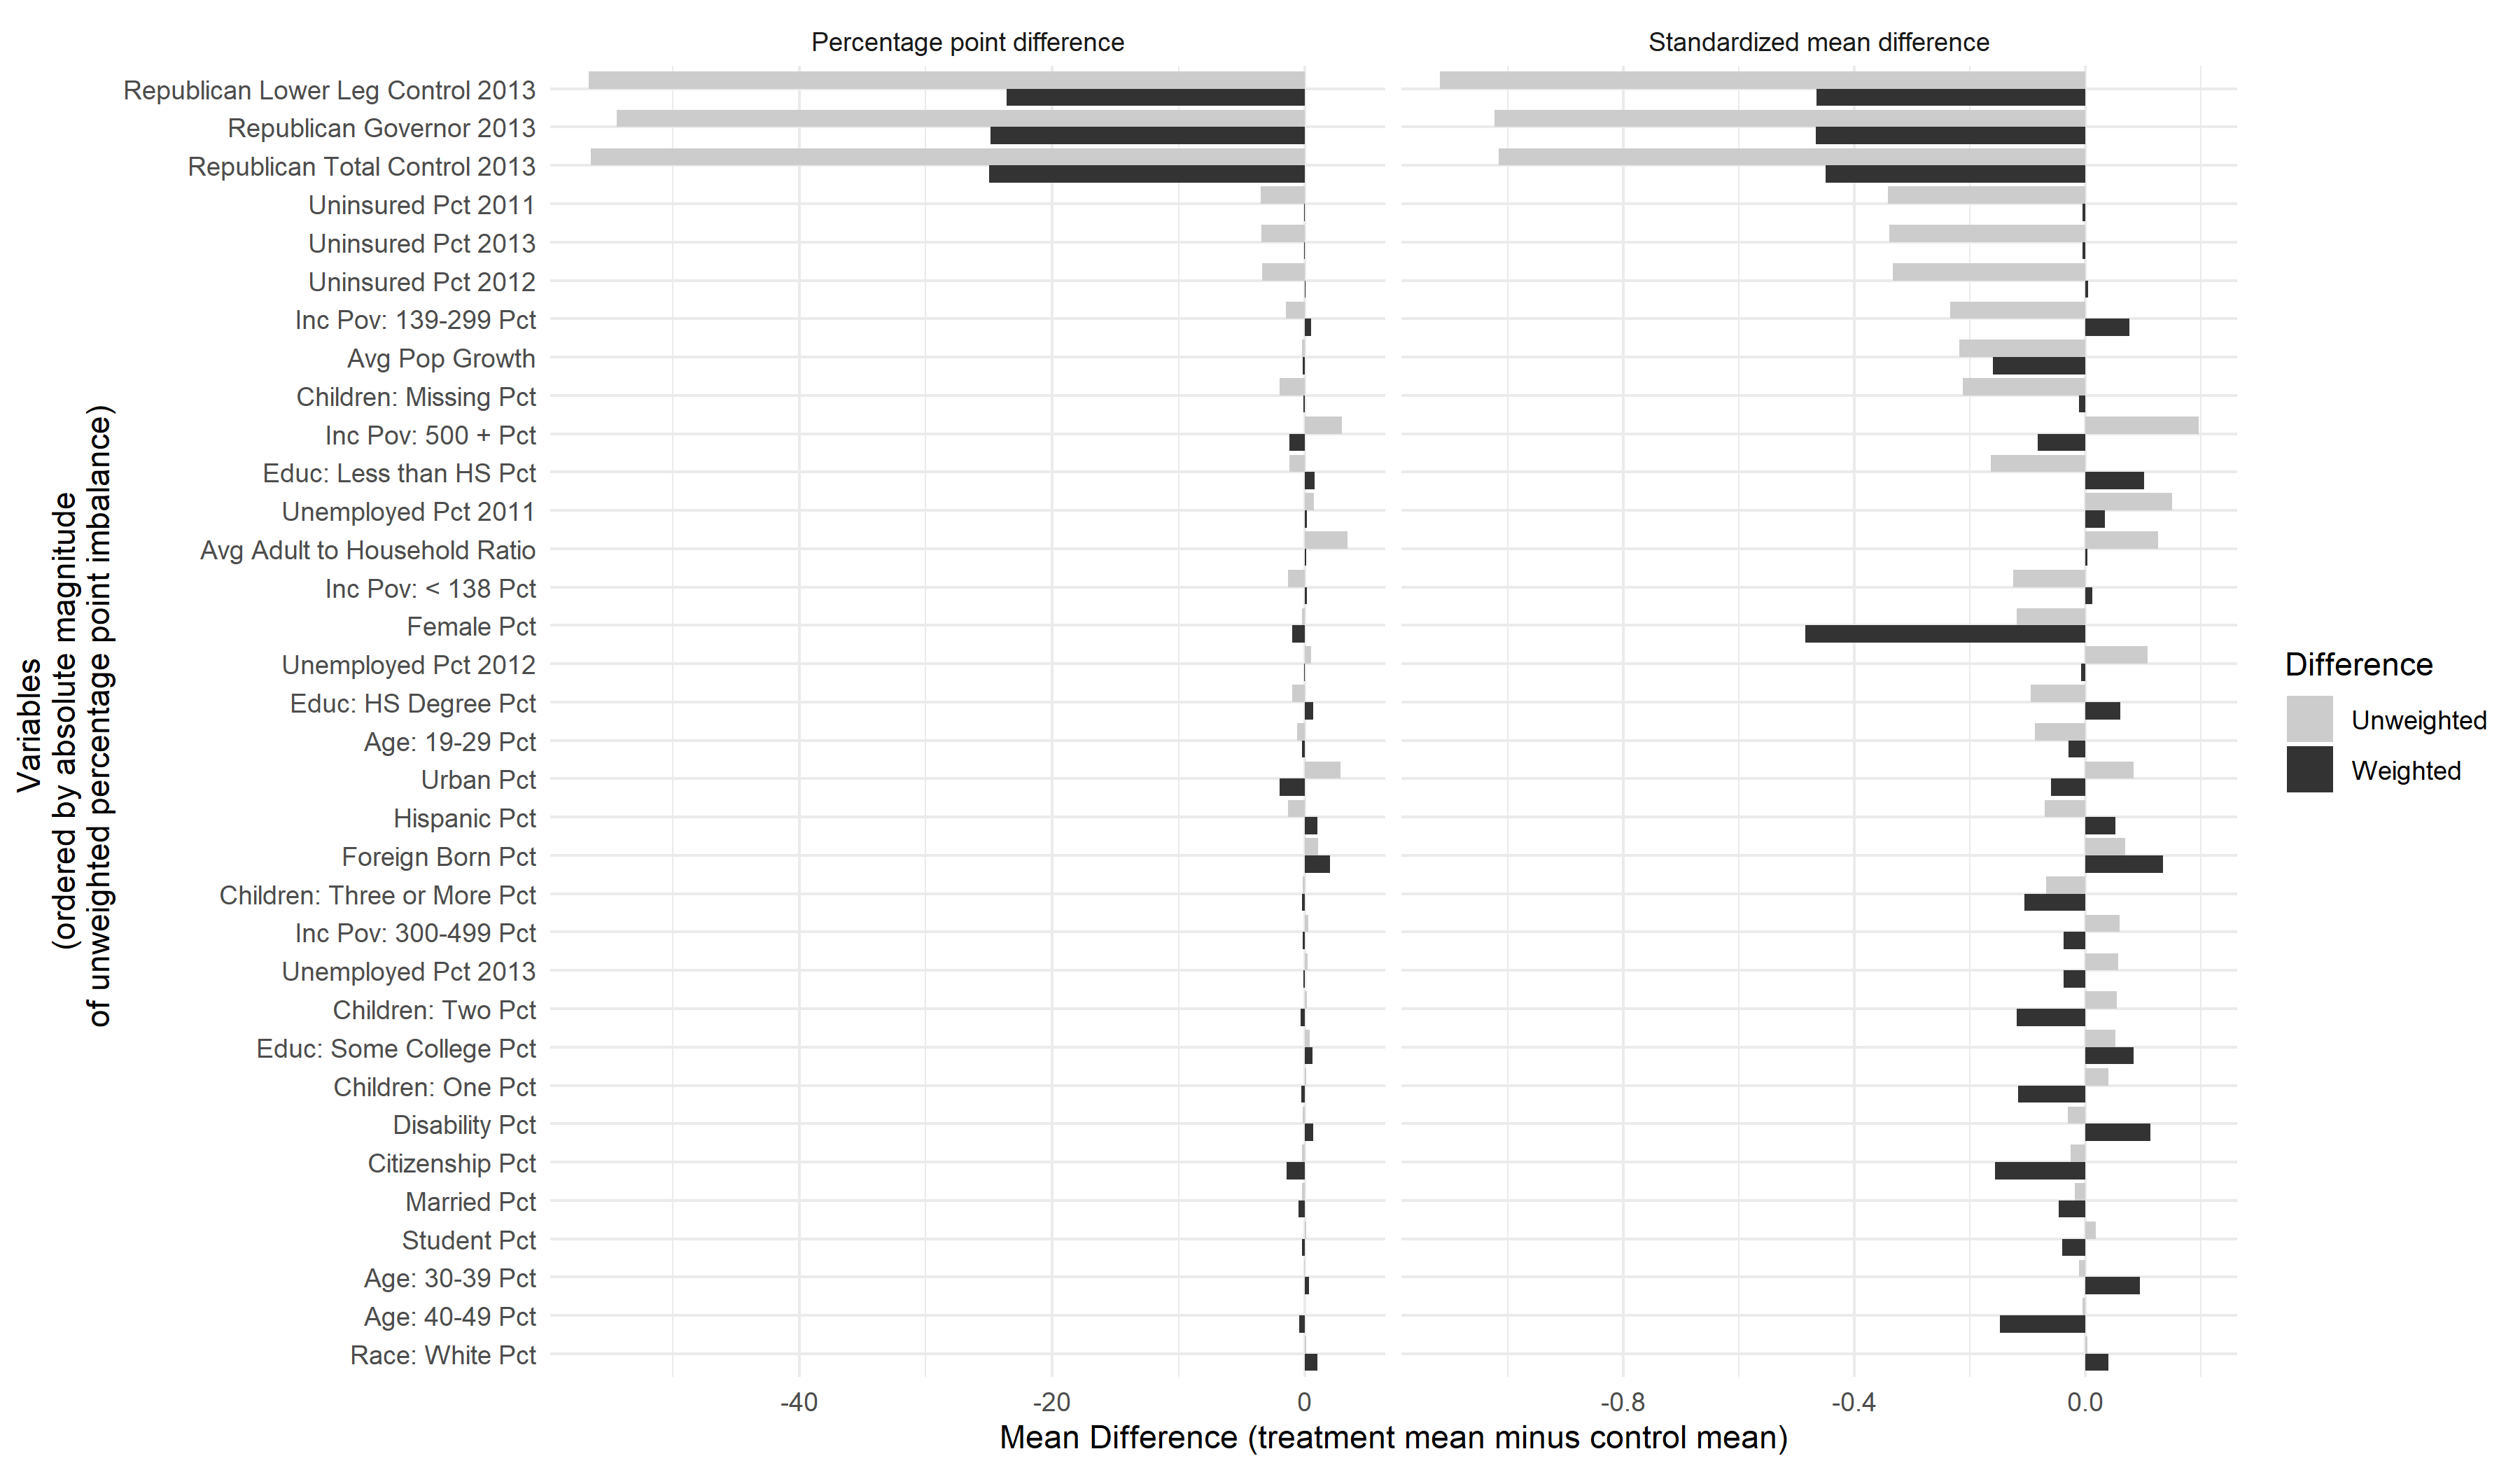 Percentage point difference
Standardized mean difference
Republican Lower Leg Control 2013
Republican Governor 2013
Republican Total Control 2013
Uninsured Pct 2011
Uninsured Pct 2013
Uninsured Pct 2012
Inc Pov: 139-299 Pct
Avg Pop Growth
Children: Missing Pct
Inc Pov: 500 + Pct
Educ: Less than HS Pct
Unemployed Pct 2011
Avg Adult to Household Ratio
Inc Pov: < 138 Pct
Female Pct
Unemployed Pct 2012
Educ: HS Degree Pct
Age: 19-29 Pct
Urban Pct
Hispanic Pct
Foreign Born Pct
Children: Three or More Pct
Inc Pov: 300-499 Pct
Unemployed Pct 2013
Children: Two Pct
Educ: Some College Pct
Children: One Pct
Disability Pct
Citizenship Pct
Married Pct
Student Pct
Age: 30-39 Pct
Age: 40-49 Pct
Race: White Pct
Variables
(ordered by absolute magnitude
of unweighted percentage point imbalance)
-40 -20 0
-0.8 -0.4 0.0
Mean Difference (treatment mean minus control mean)
Difference
Unweighted
Weighted